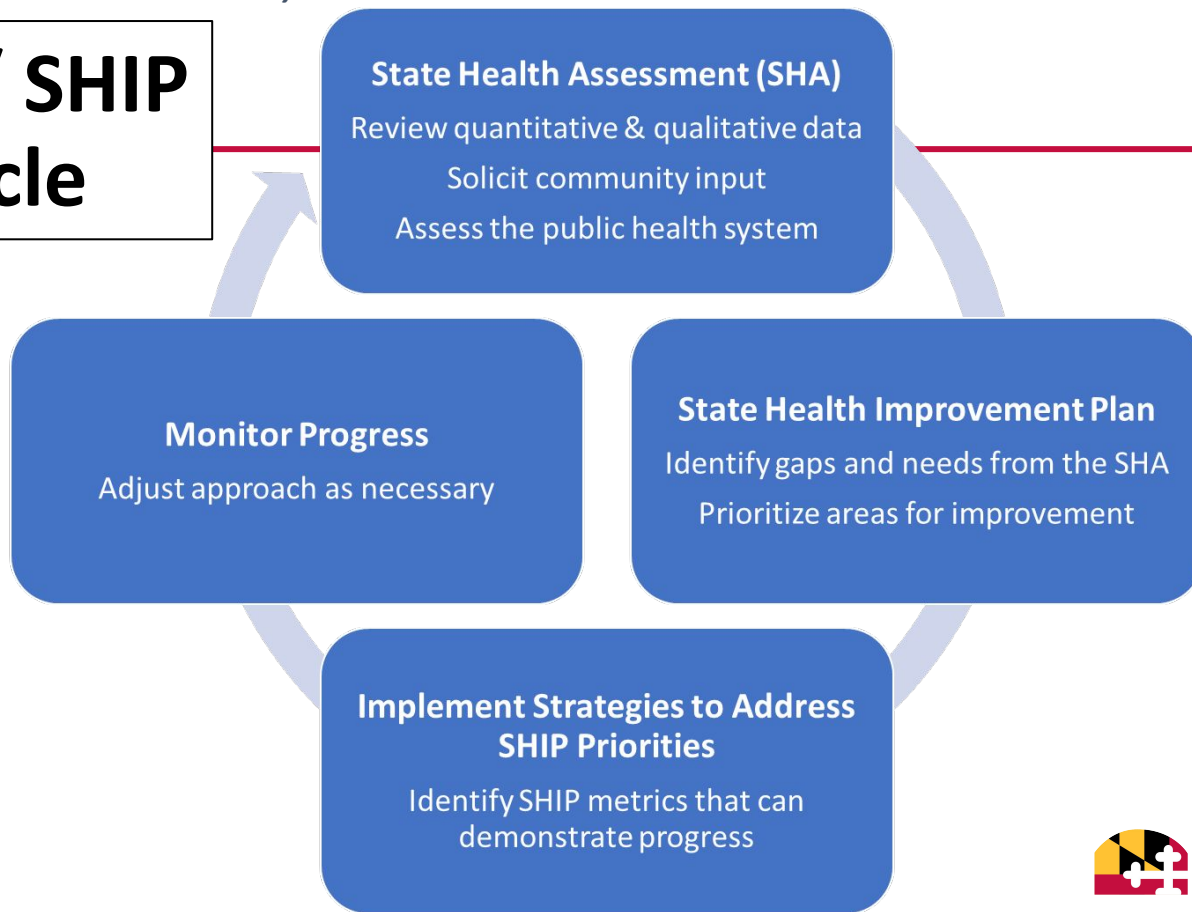 SHIP
cle
State Health Assessment (SHA)
Review quantitative & qualitative data
Solicit community input
Assess the public health system
Monitor Progress
Adjust approach as necessary
State Health Improvement Plan
Identify gaps and needs from the SHA
Prioritize areas for improvement
Implement Strategies to Address
SHIP Priorities
Identify SHIP metrics that can
demonstrate progress